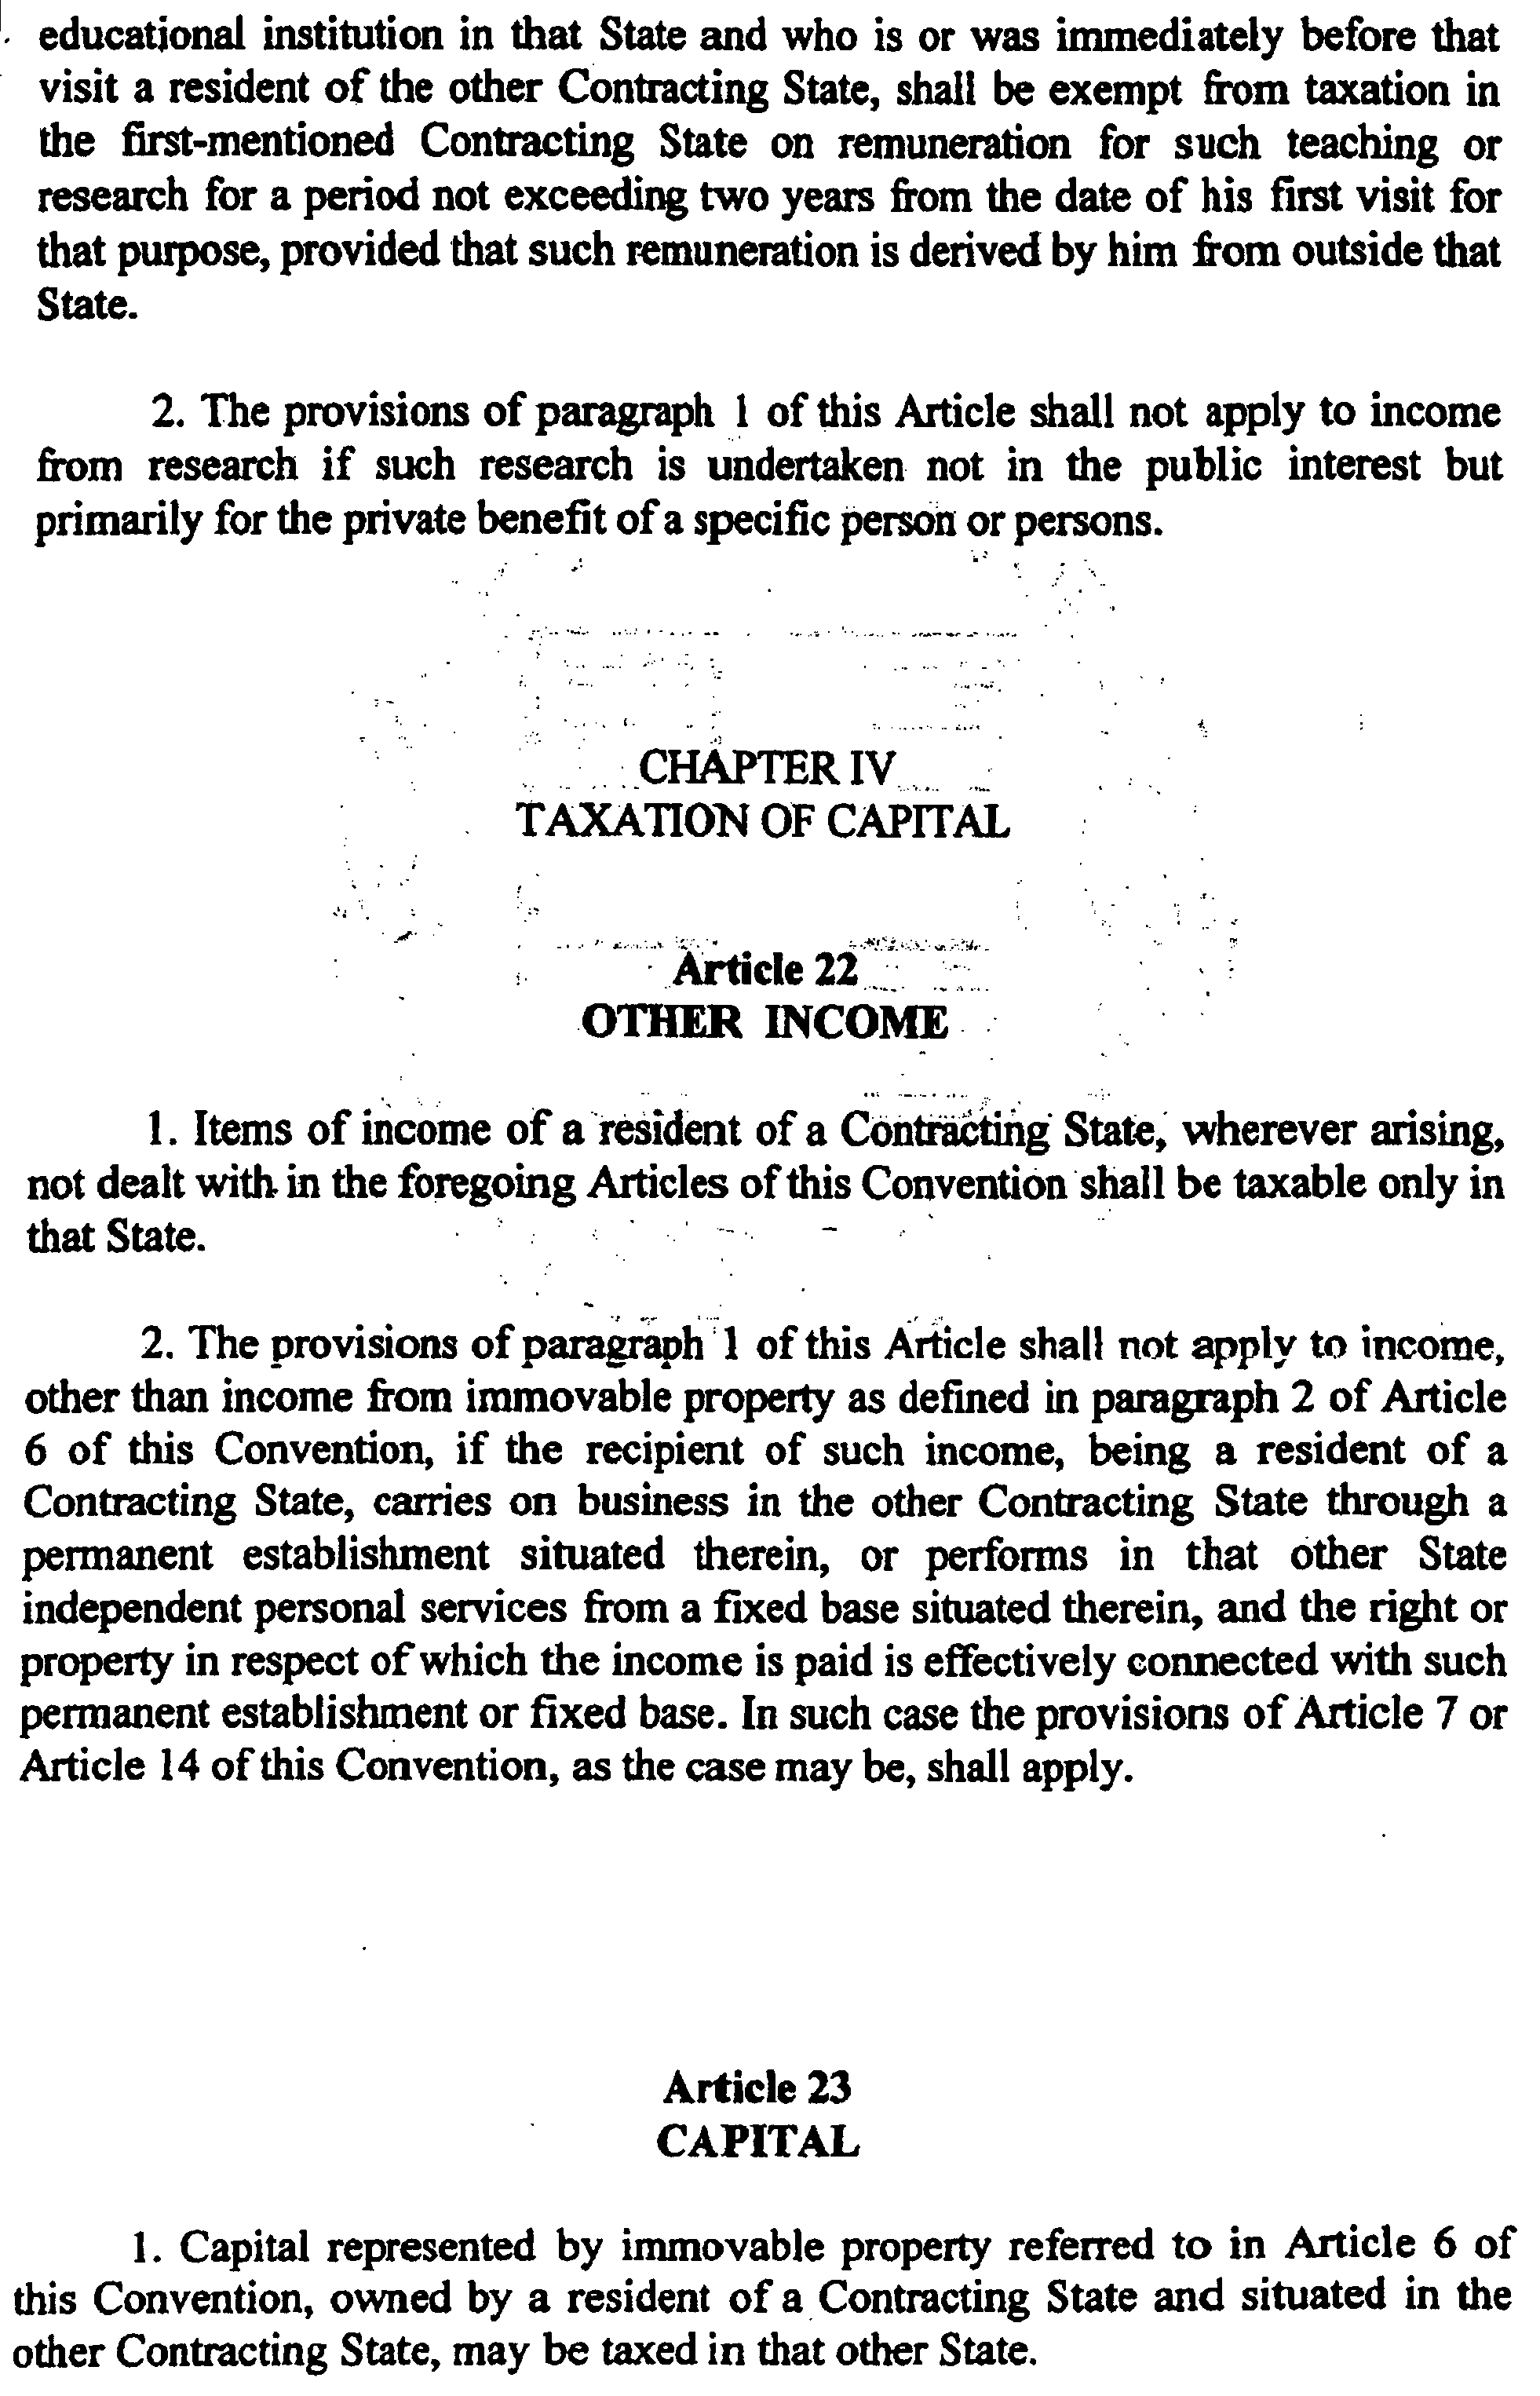 educational institution in that State and who is or was immediately before that
visit a resident of the other Contracting State, shall be exempt from taxation in
the first-mentioned Contracting State on remuneration for such teaching or
research for a period not exceeding two years from the date of his first visit for
that purpose, provided that such remuneration is derived by him from outside that
State.
2. The provisions of paragraph 1 of this Article shall not apply to income
from research if such research is undertaken not in the public interest but
primarily for the private benefit of a specific person or persons.
CHAPTER IV
TAXATION OF CAPITAL
Article 22
OTHER INCOME
1. Items of income of a resident of a Contracting State, wherever arising,
not dealt with in the foregoing Articles of this Convention shall be taxable only in
that State.
2. The provisions of paragraph 1 of this Article shall not apply to income,
other than income from immovable property as defined in paragraph 2 of Article
6 of this Convention, if the recipient of such income, being a resident of a
Contracting State, carries on business in the other Contracting State through a
permanent establishment situated therein, or performs in that other State
independent personal services from a fixed base situated therein, and the right or
property in respect of which the income is paid is effectively connected with such
permanent establishment or fixed base. In such case the provisions of Article 7 or
Article 14 of this Convention, as the case may be, shall apply.
Article 23
CAPITAL
1. Capital represented by immovable property referred to in Article 6 of
this Convention, owned by a resident of a Contracting State and situated in the
other Contracting State, may be taxed in that other State.